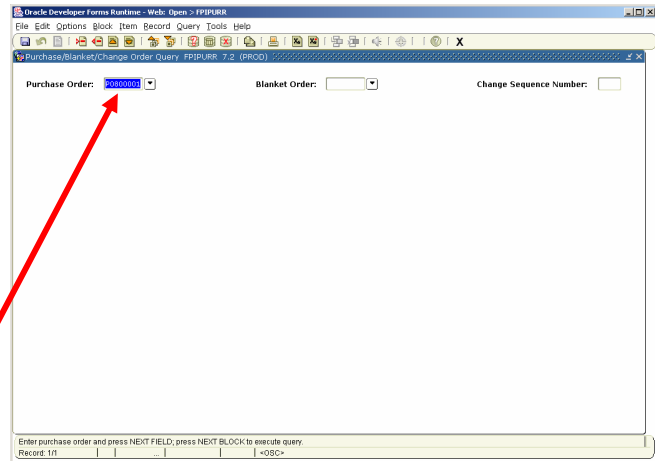 Oracle Developer Forms Runtime - Web: Open > FPIPURR
File Edit Options Block Item Record Query Tools Help
X
Purchase/Blanket/Change Order Query FPIPURR 7.2 (PROD)
Purchase Order: P0800001 Blanket Order: Change Sequence Number:
Enter purchase order and press NEXT FIELD; press NEXT BLOCK to execute query.
Record: 1/1 ... <OSC>